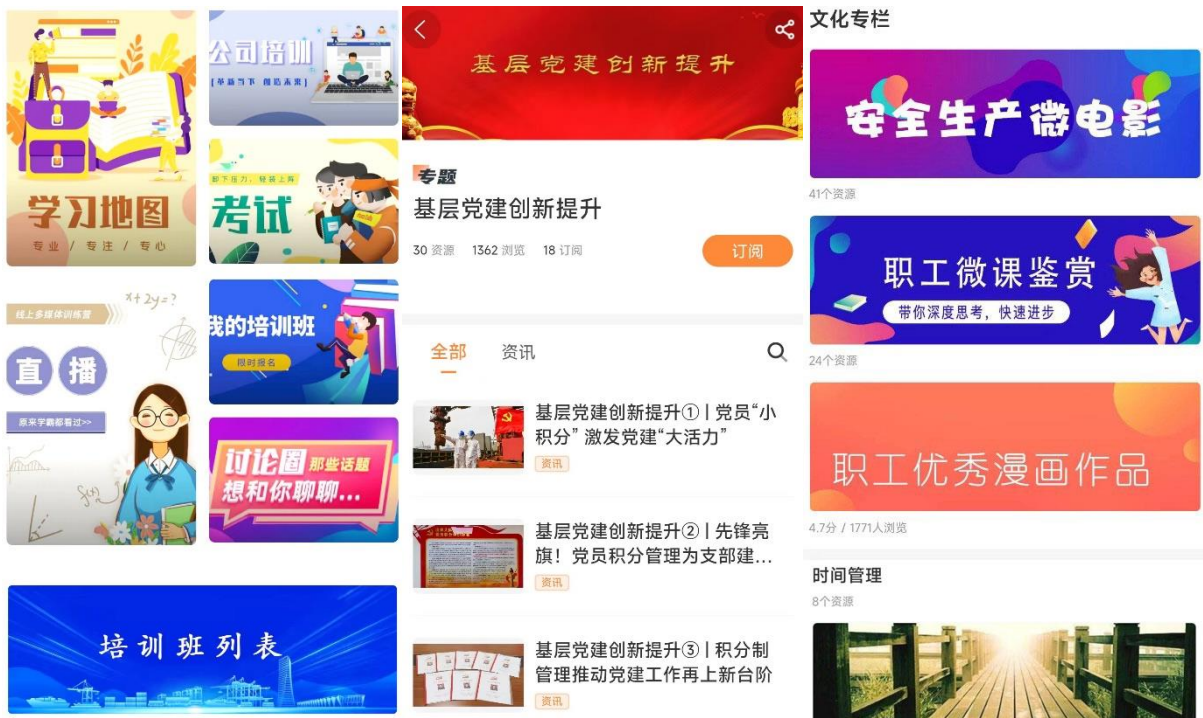 学习地图
专业 / 专注 / 专心
公司培训
[革新当下 创造未来]
卸下压力，轻装上阵
考试
线上多媒体训练营
x+2y=?
直播
原来学霸都看过>>
f(x)
我的培训班
限时报名
讨论圈 那些话题
想和你聊聊...
培训班列表
基层党建创新提升
专题
基层党建创新提升
30 资源 1362 浏览 18 订阅
订阅
全部 资讯
基层党建创新提升① | 党员“小
积分” 激发党建“大活力”
资讯
基层党建创新提升② | 先锋亮
旗！党员积分管理为支部建...
资讯
基层党建创新提升③ | 积分制
管理推动党建工作再上新台阶
资讯
文化专栏
安全生产微电影
41个资源
职工微课鉴赏
带你深度思考，快速进步
24个资源
职工优秀漫画作品
4.7分 / 1771人浏览
时间管理
8个资源